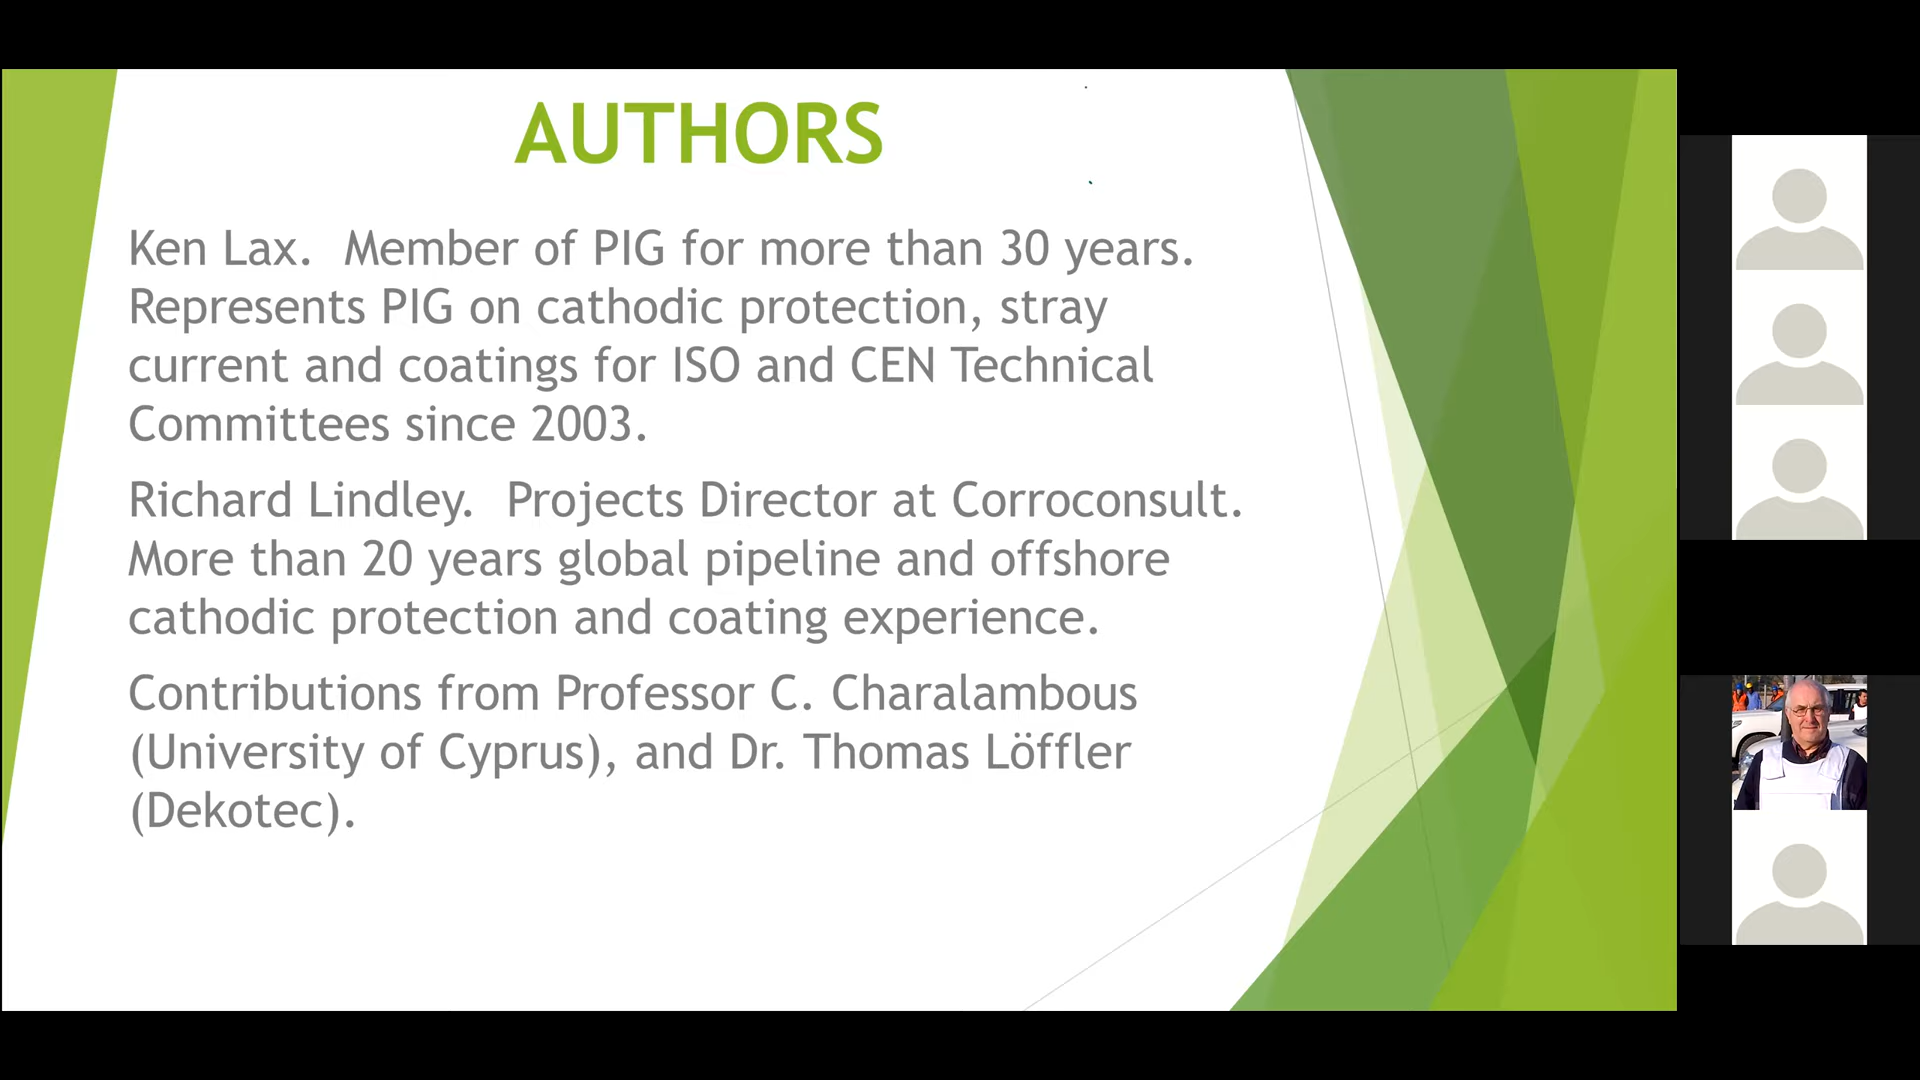 AUTHORS
Ken Lax.  Member of PIG for more than 30 years.
Represents PIG on cathodic protection, stray
current and coatings for ISO and CEN Technical
Committees since 2003.
Richard Lindley.  Projects Director at Corroconsult.
More than 20 years global pipeline and offshore
cathodic protection and coating experience.
Contributions from Professor C. Charalambous
(University of Cyprus), and Dr. Thomas Löffler
(Dekotec).